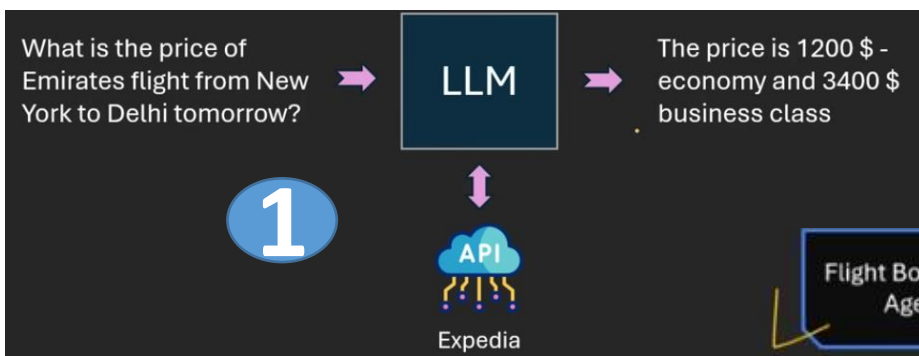 What is the price of
Emirates flight from New
York to Delhi tomorrow?
LLM
The price is 1200 $ -
economy and 3400 $
business class
1
API
Expedia
Flight